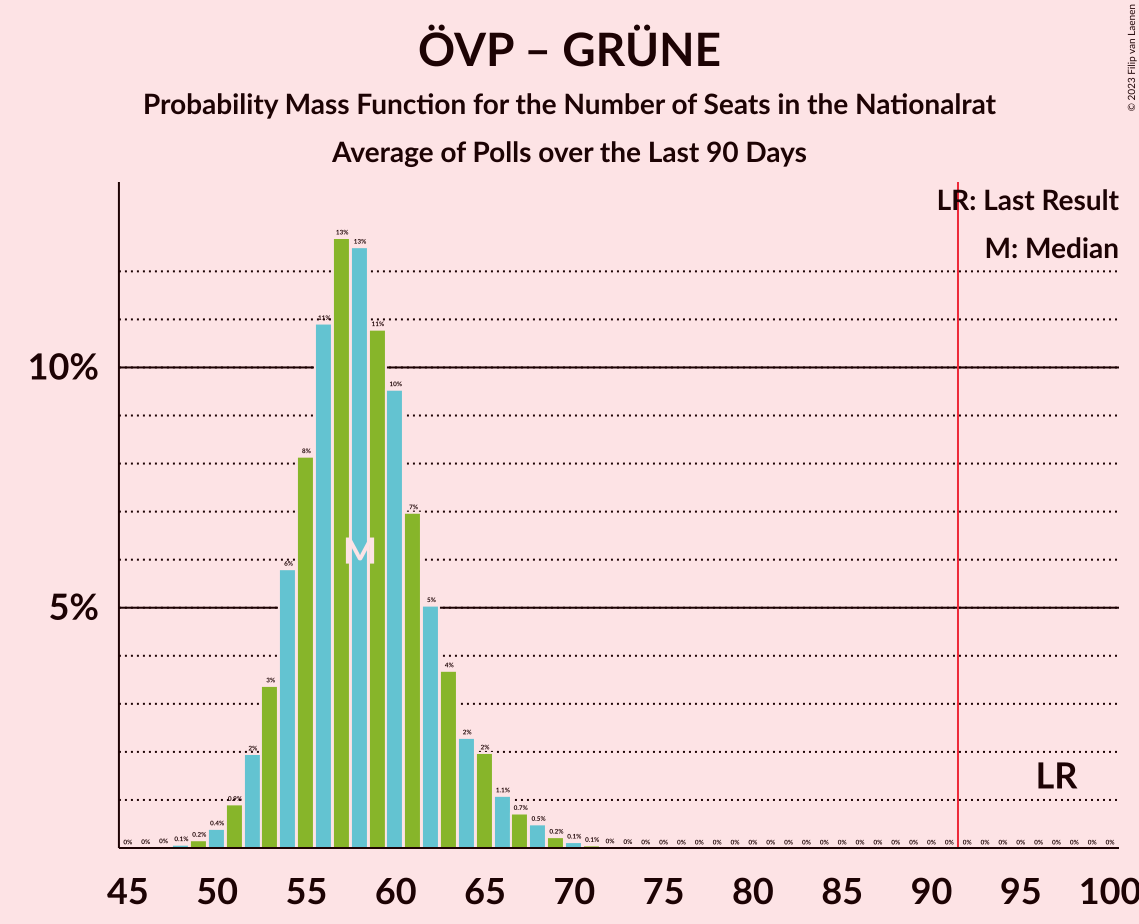 ÖVP – GRÜNE
Probability Mass Function for the Number of Seats in the Nationalrat
Average of Polls over the Last 90 Days
© 2023 Filip van Laenen
LR: Last Result
M: Median
10%
5%
0% 0% 0% 0.1% 0.2% 0.4% 0.9% 2% 3% 6% 8% 11% 13% 13% 11% 10% 7% 5% 4% 2% 2% 1.1% 0.7% 0.5% 0.2% 0.1% 0.1% 0% 0% 0% 0% 0% 0% 0% 0% 0% 0% 0% 0% 0% 0% 0% 0% 0% 0% 0% 0% 0% 0% 0% 0% 0% 0% 0% 0% 0%
M
LR
45 50 55 60 65 70 75 80 85 90 95 100